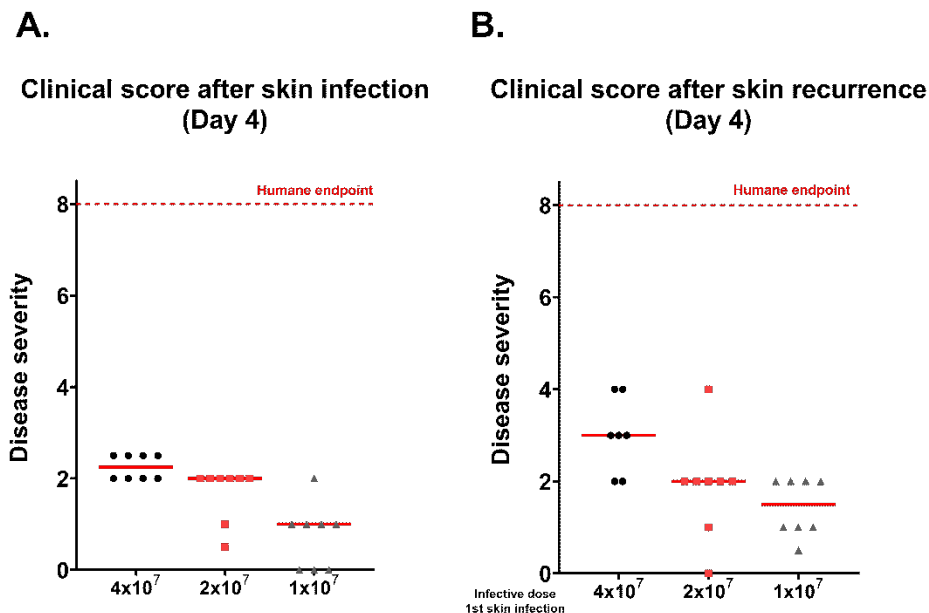 A.
Clinical score after skin infection
(Day 4)
Humane endpoint
8
6
4
2
0
Disease severity
4x10⁷
2x10⁷
1x10⁷
B.
Clinical score after skin recurrence
(Day 4)
Humane endpoint
8
6
4
2
0
Disease severity
Infective dose
1st skin infection
4x10⁷
2x10⁷
1x10⁷